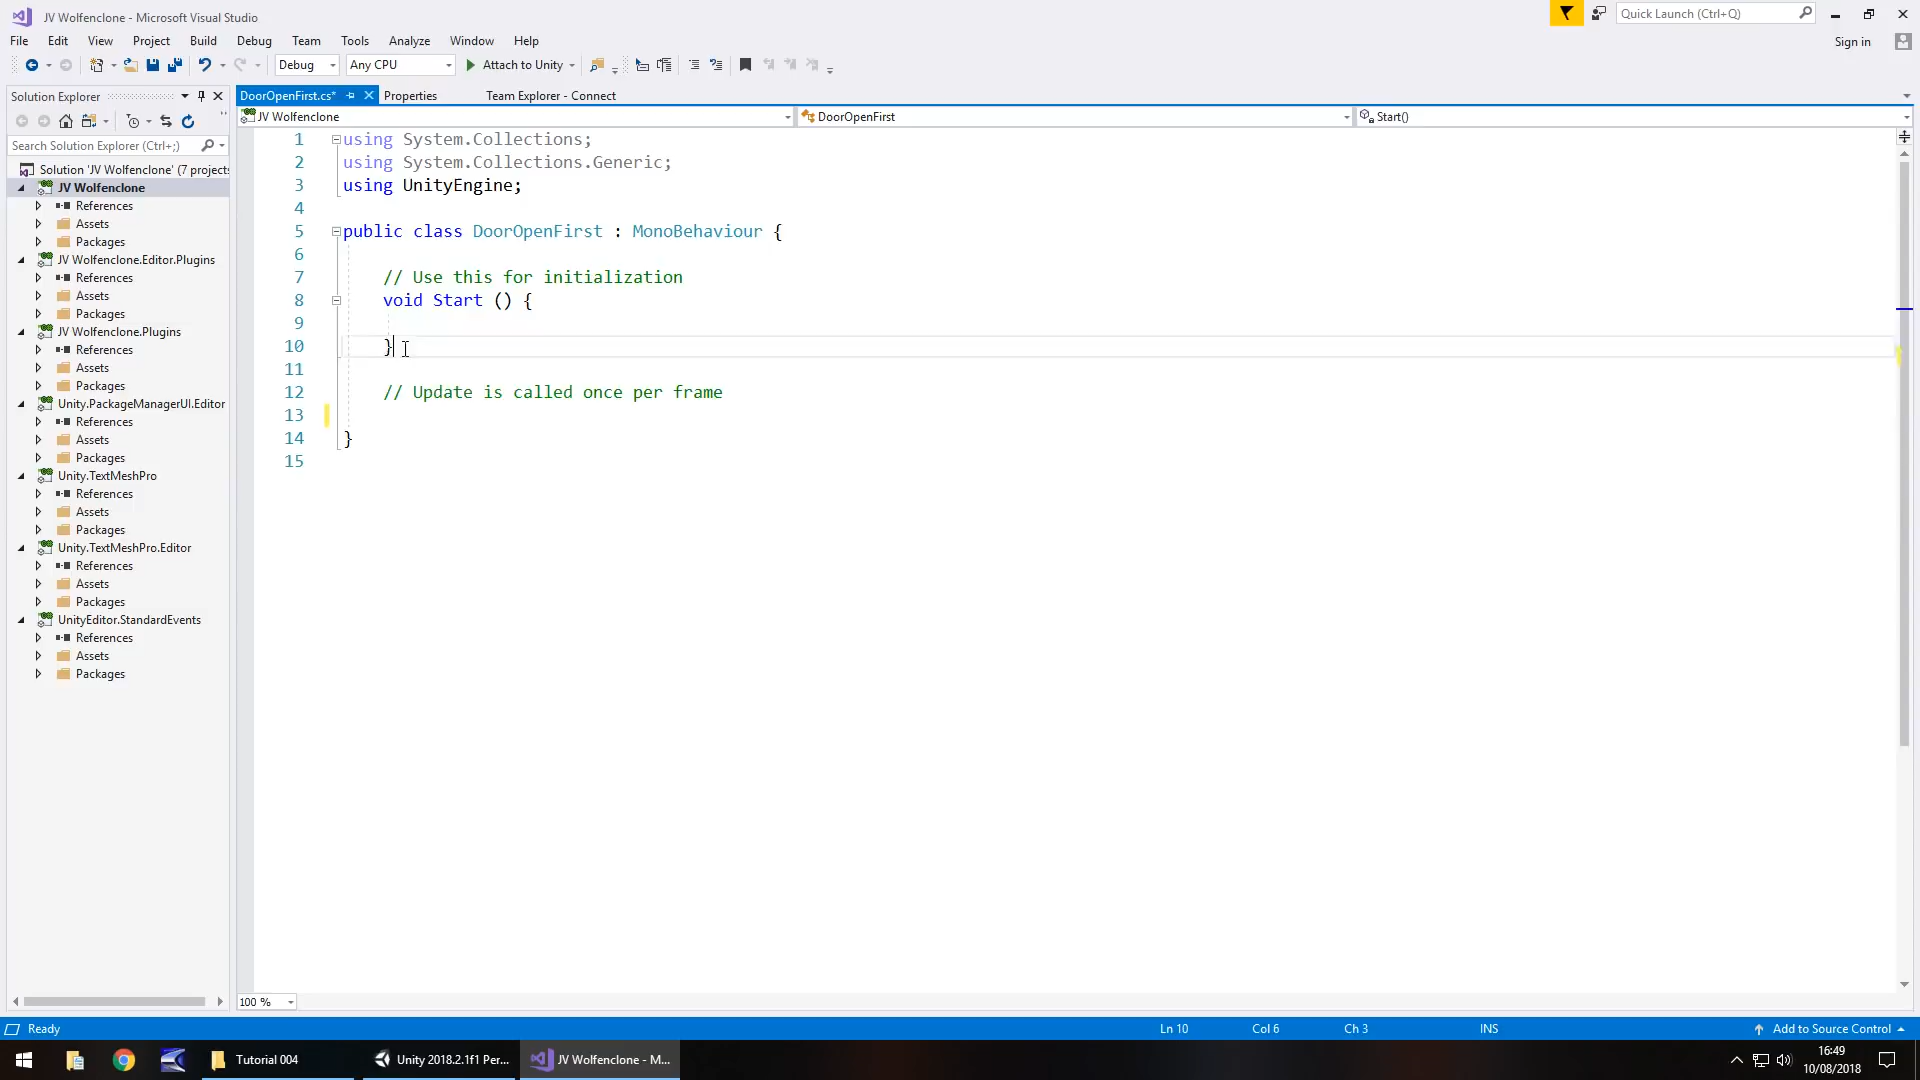 JV Wolfenclone - Microsoft Visual Studio
Quick Launch (Ctrl+Q)
File Edit View Project Build Debug Team Tools Analyze Window Help
Sign in
Debug Any CPU Attach to Unity
Solution Explorer
DoorOpenFirst.cs* Properties Team Explorer - Connect
JV Wolfenclone DoorOpenFirst Start()
Search Solution Explorer (Ctrl+;)
Solution 'JV Wolfenclone' (7 projects
JV Wolfenclone
References
Assets
Packages
JV Wolfenclone.Editor.Plugins
References
Assets
Packages
JV Wolfenclone.Plugins
References
Assets
Packages
Unity.PackageManagerUI.Editor
References
Assets
Packages
Unity.TextMeshPro
References
Assets
Packages
Unity.TextMeshPro.Editor
References
Assets
Packages
UnityEditor.StandardEvents
References
Assets
Packages
1 using System.Collections;
2 using System.Collections.Generic;
3 using UnityEngine;
4
5 public class DoorOpenFirst : MonoBehaviour {
6
7 // Use this for initialization
8 void Start () {
9
10 }
11
12 // Update is called once per frame
13
14 }
15
100 %
Ready Ln 10 Col 6 Ch 3 INS Add to Source Control
Tutorial 004 Unity 2018.2.1f1 Per... JV Wolfenclone - M...
16:49
10/08/2018